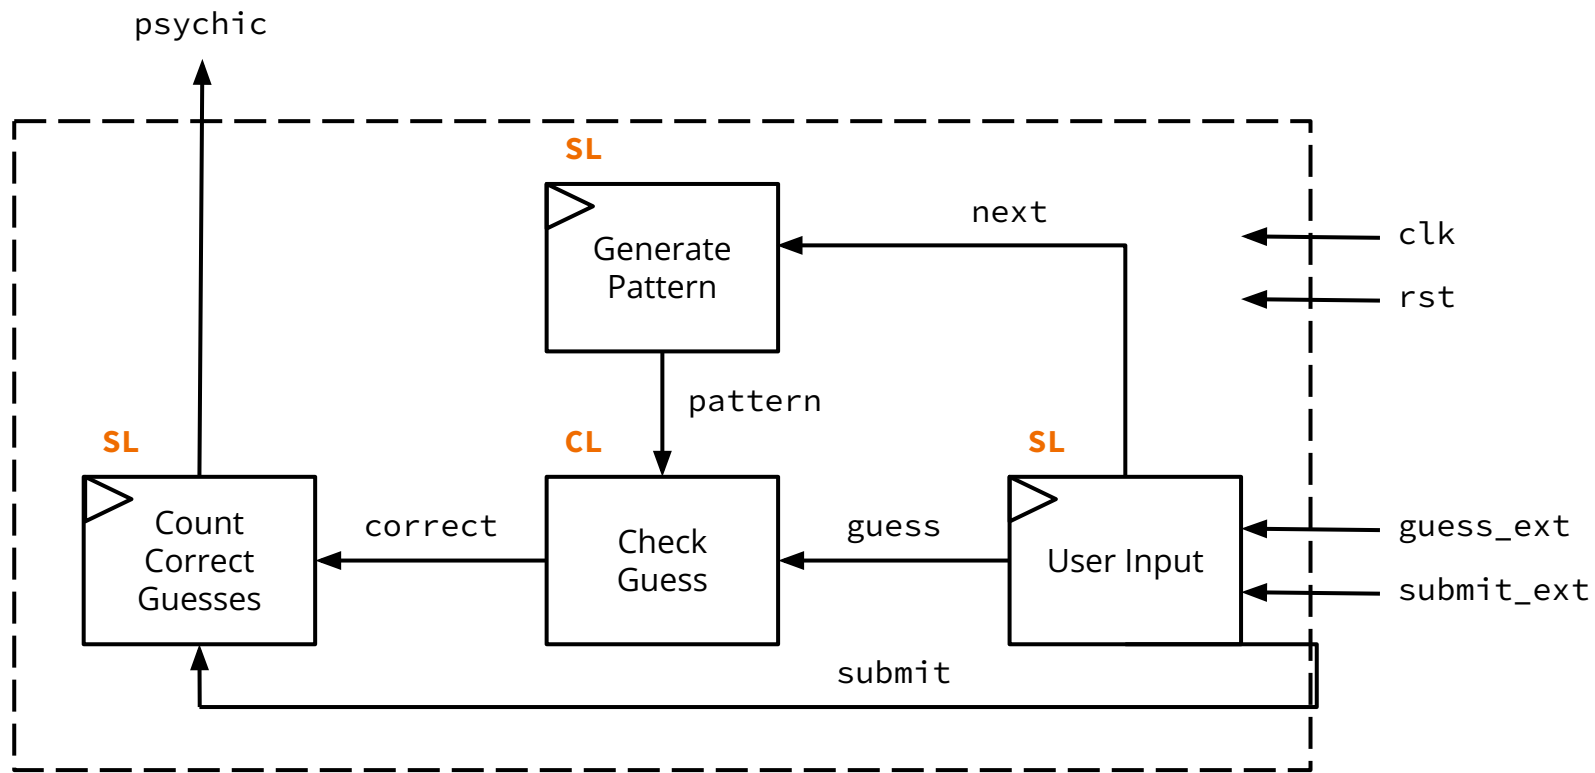 psychic
SL
Generate
Pattern
next
clk
rst
pattern
SL
Count
Correct
Guesses
correct
CL
Check
Guess
guess
SL
User Input
guess_ext
submit_ext
submit